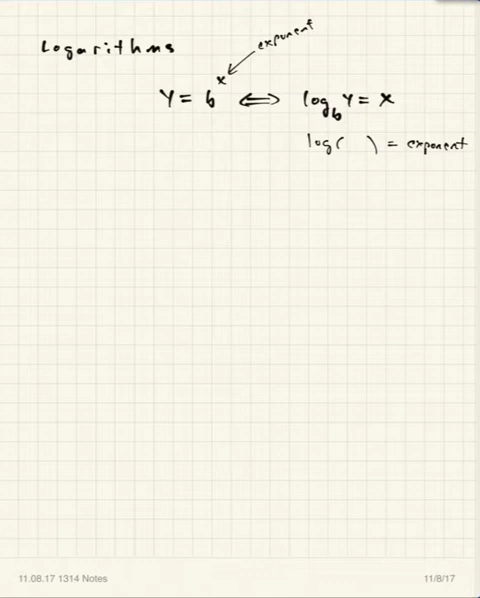 Logarithms
exponent
Y = b^x ⟺ log_b Y = x
log(   ) = exponent
11.08.17 1314 Notes
11/8/17